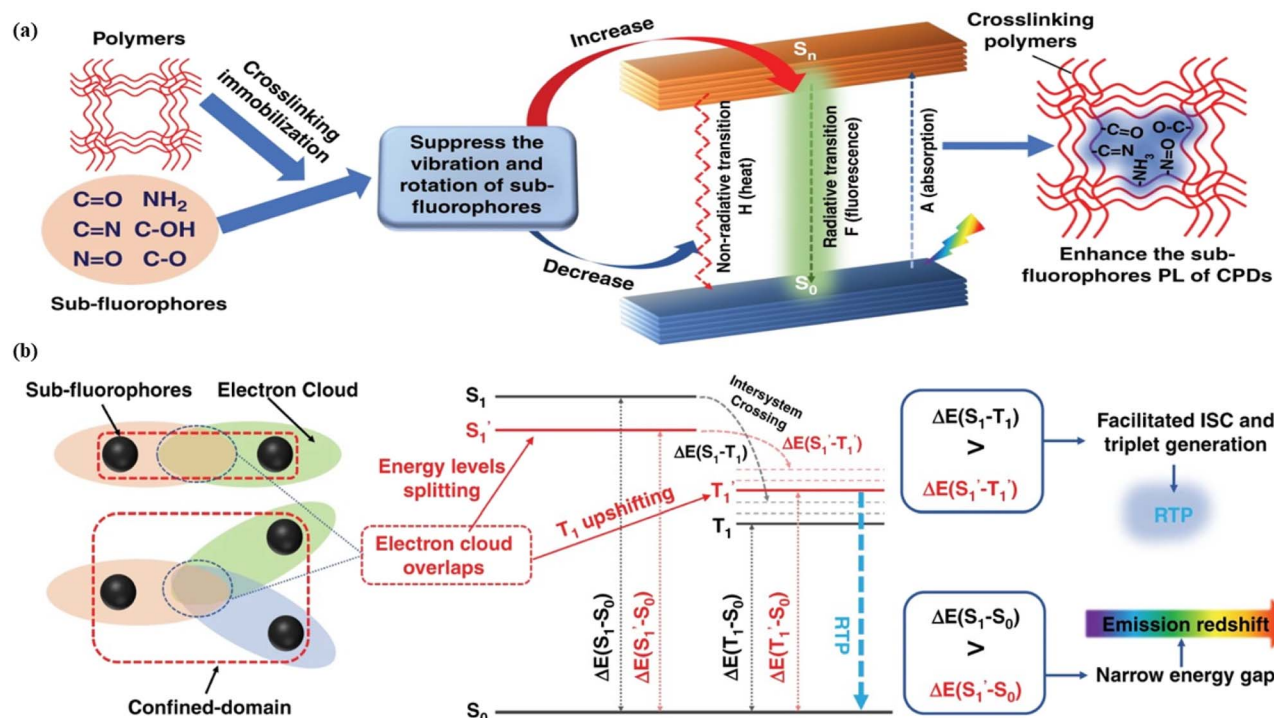 (a)
Polymers
Crosslinking
immobilization
C=O NH2
C=N C-OH
N=O C-O
Sub-fluorophores
Suppress the
vibration and
rotation of sub-
fluorophores
Increase
Decrease
Sn
S0
Non-radiative transition
H (heat)
Radiative transition
F (fluorescence)
A (absorption)
Crosslinking
polymers
-C=O O-C-
-C=N
-NH3
-N=O
Enhance the sub-
fluorophores PL of CPDs
(b)
Sub-fluorophores Electron Cloud
Confined-domain
Electron cloud
overlaps
Energy levels
splitting
T1 upshifting
S1
S1'
Intersystem
Crossing
ΔE(S1-T1)
ΔE(S1'-T1')
T1'
T1
ΔE(S1-S0)
ΔE(S1'-S0)
ΔE(T1-S0)
ΔE(T1'-S0)
RTP
S0
ΔE(S1-T1)
>
ΔE(S1'-T1')
Facilitated ISC and
triplet generation
RTP
ΔE(S1-S0)
>
ΔE(S1'-S0)
Emission redshift
Narrow energy gap